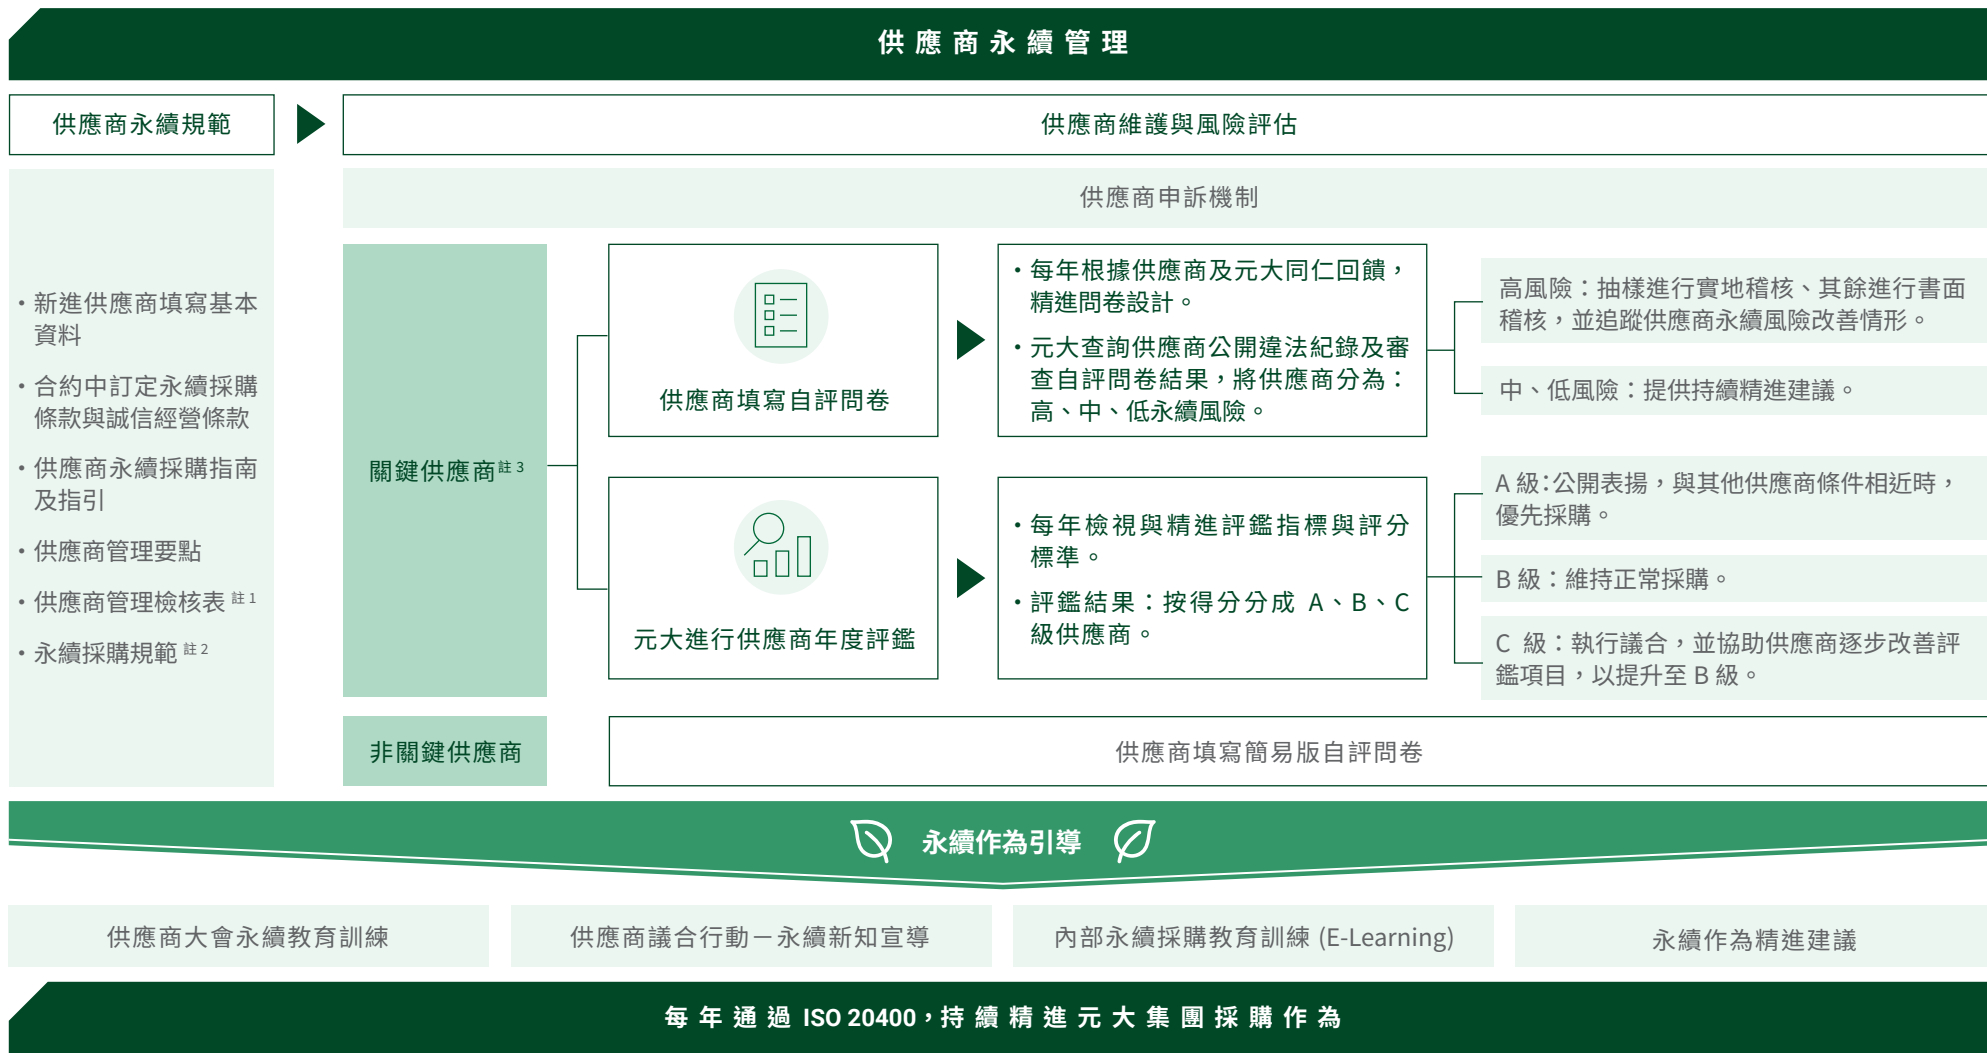 供應商永續管理
供應商永續規範
供應商維護與風險評估
・新進供應商填寫基本
資料
・合約中訂定永續採購
條款與誠信經營條款
・供應商永續採購指南
及指引
・供應商管理要點
・供應商管理檢核表 註 1
・永續採購規範 註 2
供應商申訴機制
關鍵供應商 註 3
供應商填寫自評問卷
・每年根據供應商及元大同仁回饋，
精進問卷設計。
・元大查詢供應商公開違法紀錄及審
查自評問卷結果，將供應商分為：
高、中、低永續風險。
高風險：抽樣進行實地稽核、其餘進行書面
稽核，並追蹤供應商永續風險改善情形。
中、低風險：提供持續精進建議。
元大進行供應商年度評鑑
・每年檢視與精進評鑑指標與評分
標準。
・評鑑結果：按得分分成 A、B、C
級供應商。
A 級：公開表揚，與其他供應商條件相近時，
優先採購。
B 級：維持正常採購。
C 級：執行議合，並協助供應商逐步改善評
鑑項目，以提升至 B 級。
非關鍵供應商
供應商填寫簡易版自評問卷
永續作為引導
供應商大會永續教育訓練
供應商議合行動－永續新知宣導
內部永續採購教育訓練 (E-Learning)
永續作為精進建議
每年通過 ISO 20400，持續精進元大集團採購作為